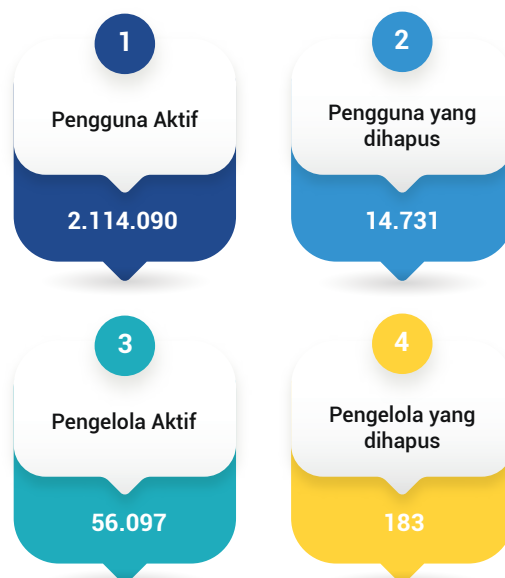 1
Pengguna Aktif
2.114.090
2
Pengguna yang
dihapus
14.731
3
Pengelola Aktif
56.097
4
Pengelola yang
dihapus
183